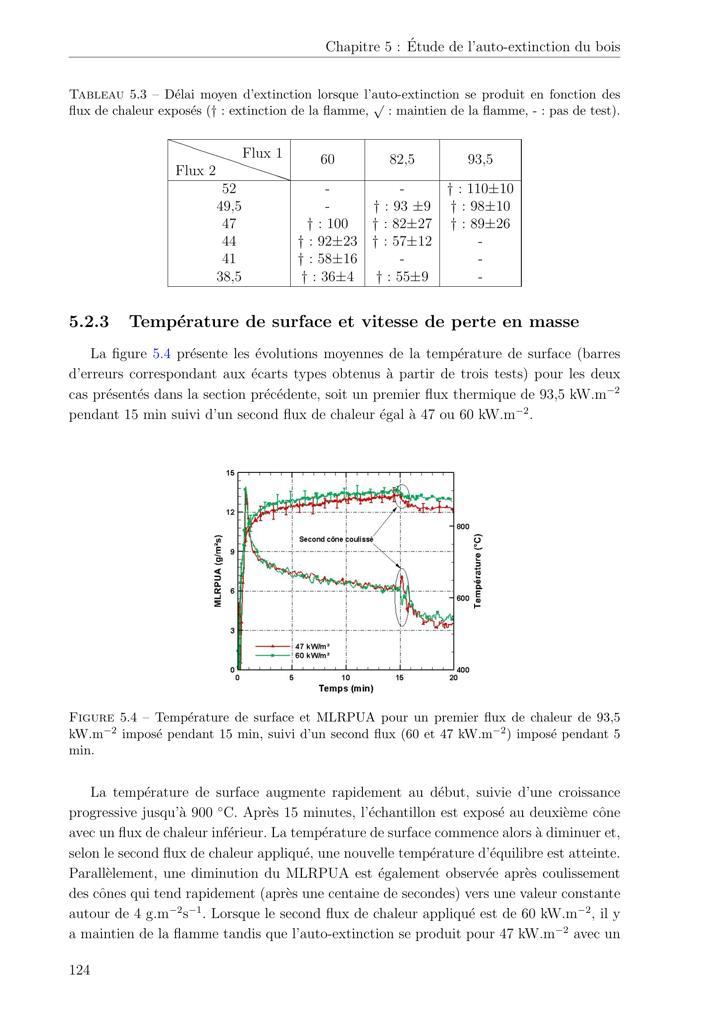 Chapitre 5 : Étude de l'auto-extinction du bois
Tableau 5.3 – Délai moyen d'extinction lorsque l'auto-extinction se produit en fonction des
flux de chaleur exposés († : extinction de la flamme, √ : maintien de la flamme, - : pas de test).
Flux 1
Flux 2
60 82,5 93,5
52 - - † : 110±10
49,5 - † : 93 ±9 † : 98±10
47 † : 100 † : 82±27 † : 89±26
44 † : 92±23 † : 57±12 -
41 † : 58±16 - -
38,5 † : 36±4 † : 55±9 -
5.2.3 Température de surface et vitesse de perte en masse
La figure 5.4 présente les évolutions moyennes de la température de surface (barres
d'erreurs correspondant aux écarts types obtenus à partir de trois tests) pour les deux
cas présentés dans la section précédente, soit un premier flux thermique de 93,5 kW.m−2
pendant 15 min suivi d'un second flux de chaleur égal à 47 ou 60 kW.m−2.
15
12
9
6
3
0
MLRPUA (g/m²s)
Second cône coulissé
47 kW/m²
60 kW/m²
800
600
400
Température (°C)
0 5 10 15 20
Temps (min)
Figure 5.4 – Température de surface et MLRPUA pour un premier flux de chaleur de 93,5
kW.m−2 imposé pendant 15 min, suivi d'un second flux (60 et 47 kW.m−2) imposé pendant 5
min.
La température de surface augmente rapidement au début, suivie d'une croissance
progressive jusqu'à 900 °C. Après 15 minutes, l'échantillon est exposé au deuxième cône
avec un flux de chaleur inférieur. La température de surface commence alors à diminuer et,
selon le second flux de chaleur appliqué, une nouvelle température d'équilibre est atteinte.
Parallèlement, une diminution du MLRPUA est également observée après coulissement
des cônes qui tend rapidement (après une centaine de secondes) vers une valeur constante
autour de 4 g.m−2s−1. Lorsque le second flux de chaleur appliqué est de 60 kW.m−2, il y
a maintien de la flamme tandis que l'auto-extinction se produit pour 47 kW.m−2 avec un
124